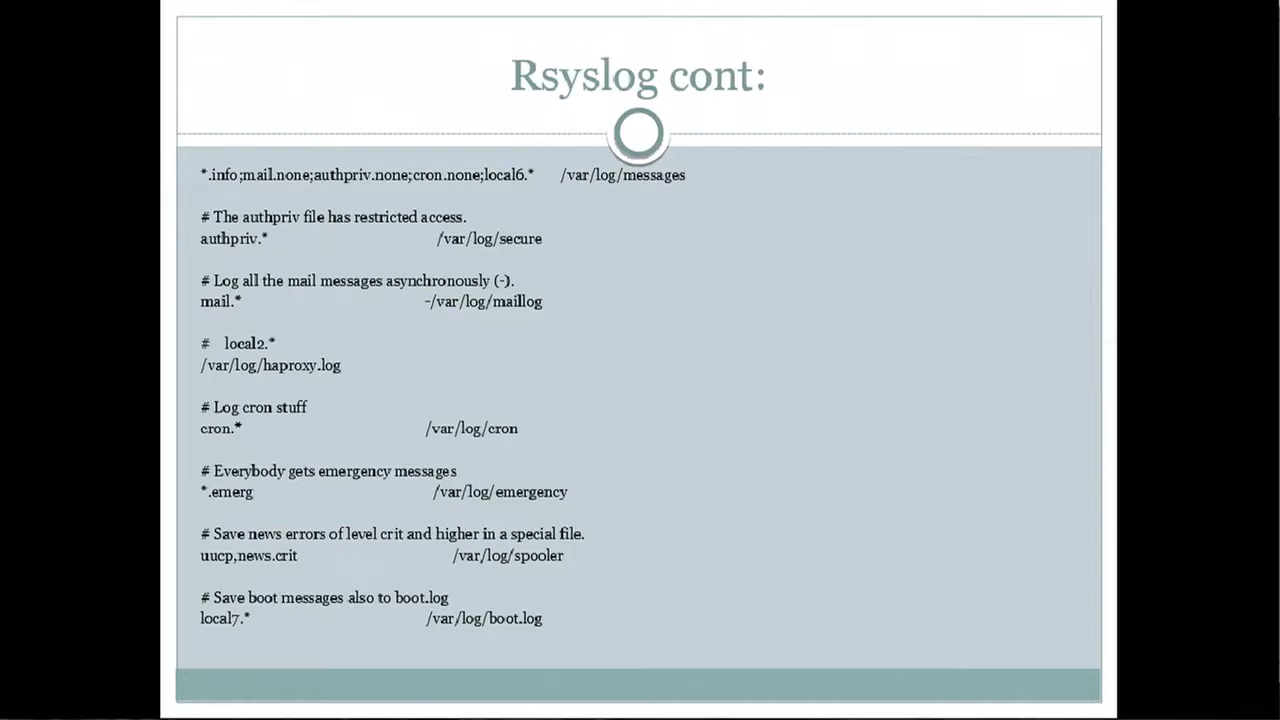 Rsyslog cont:
*.info;mail.none;authpriv.none;cron.none;local6.* /var/log/messages
# The authpriv file has restricted access.
authpriv.* /var/log/secure
# Log all the mail messages asynchronously (-).
mail.* -/var/log/maillog
# local2.*
/var/log/haproxy.log
# Log cron stuff
cron.* /var/log/cron
# Everybody gets emergency messages
*.emerg /var/log/emergency
# Save news errors of level crit and higher in a special file.
uucp,news.crit /var/log/spooler
# Save boot messages also to boot.log
local7.* /var/log/boot.log